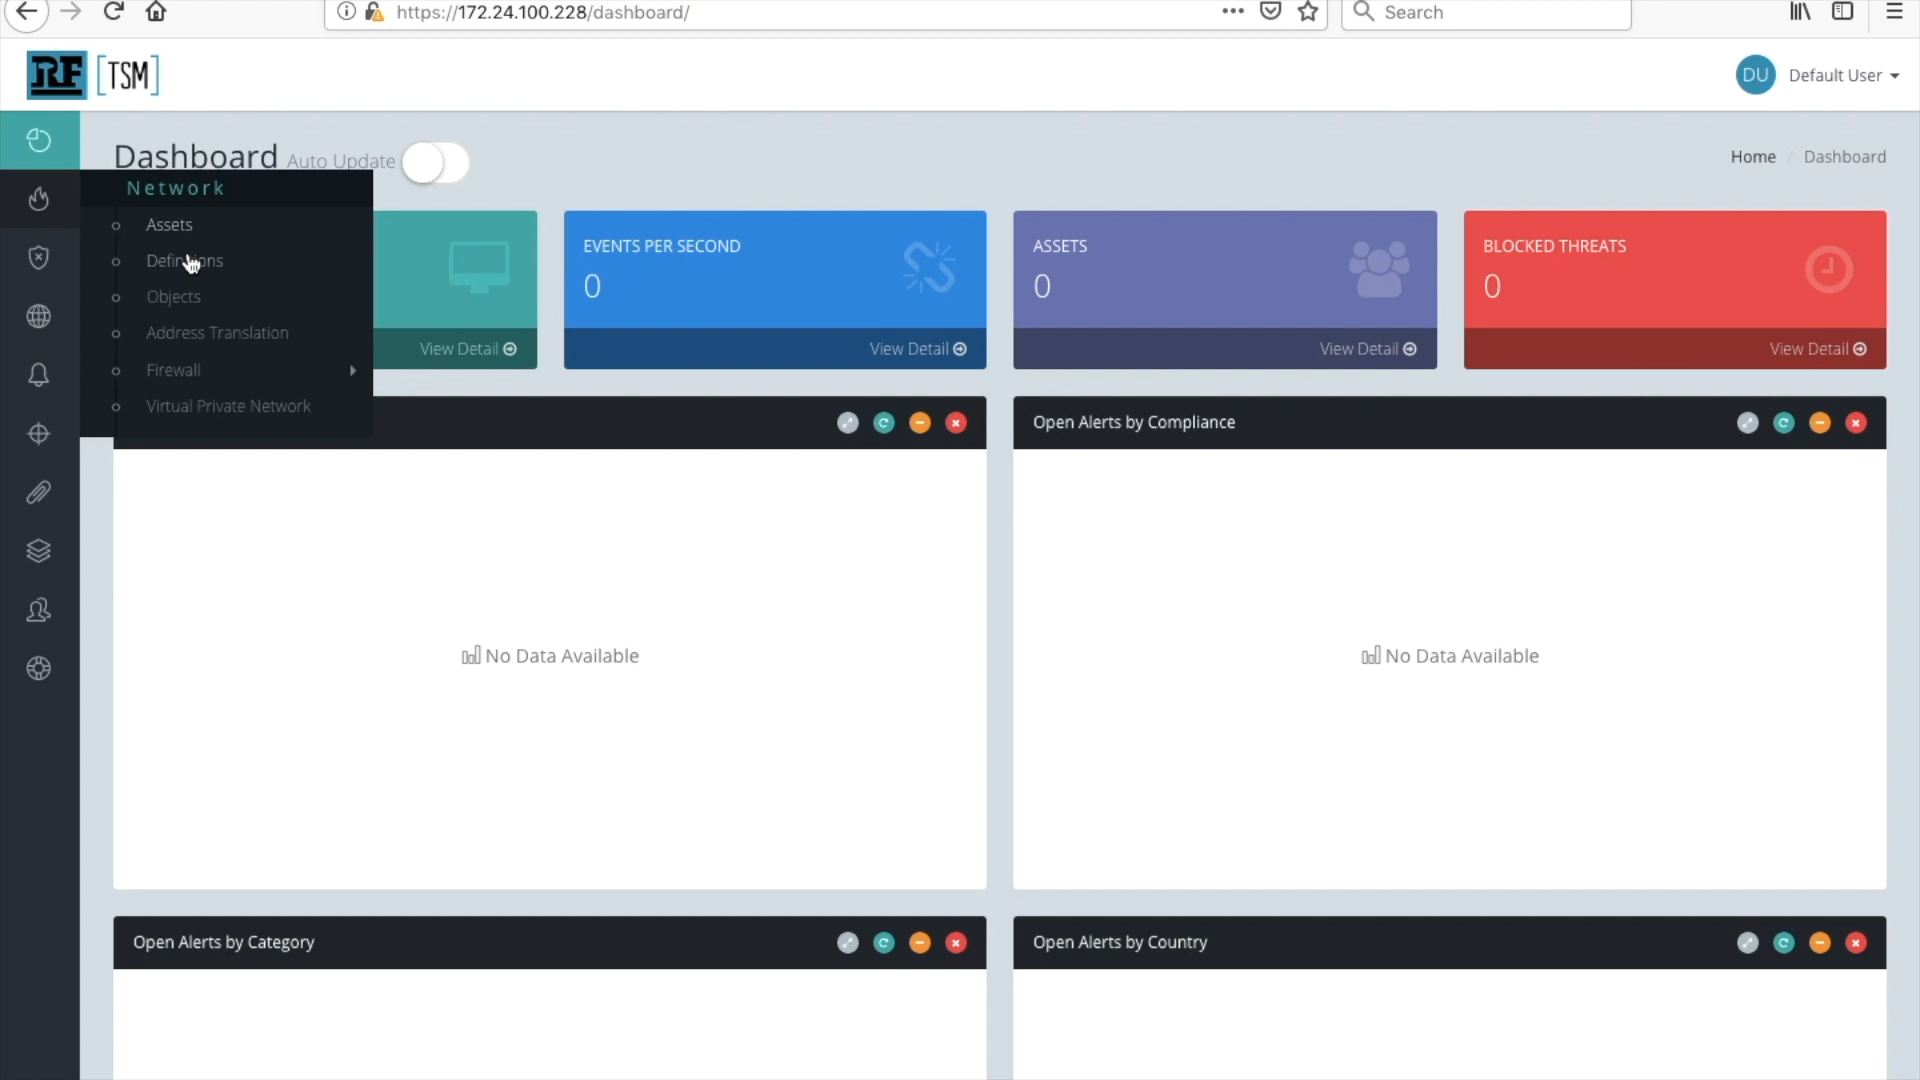 https://172.24.100.228/dashboard/
Search
RF [TSM]
DU Default User
Dashboard Auto Update
Home / Dashboard
Network
Assets
Definitions
Objects
Address Translation
Firewall
Virtual Private Network
View Detail
EVENTS PER SECOND
0
View Detail
ASSETS
0
View Detail
BLOCKED THREATS
0
View Detail
Open Alerts by Compliance
No Data Available
No Data Available
Open Alerts by Category
Open Alerts by Country